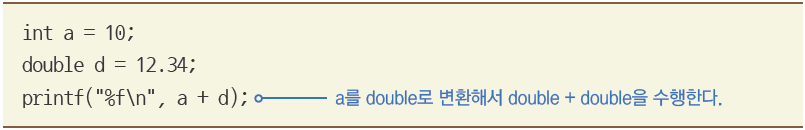 int a = 10;
double d = 12.34;
printf("%f\n", a + d); a를 double로 변환해서 double + double을 수행한다.